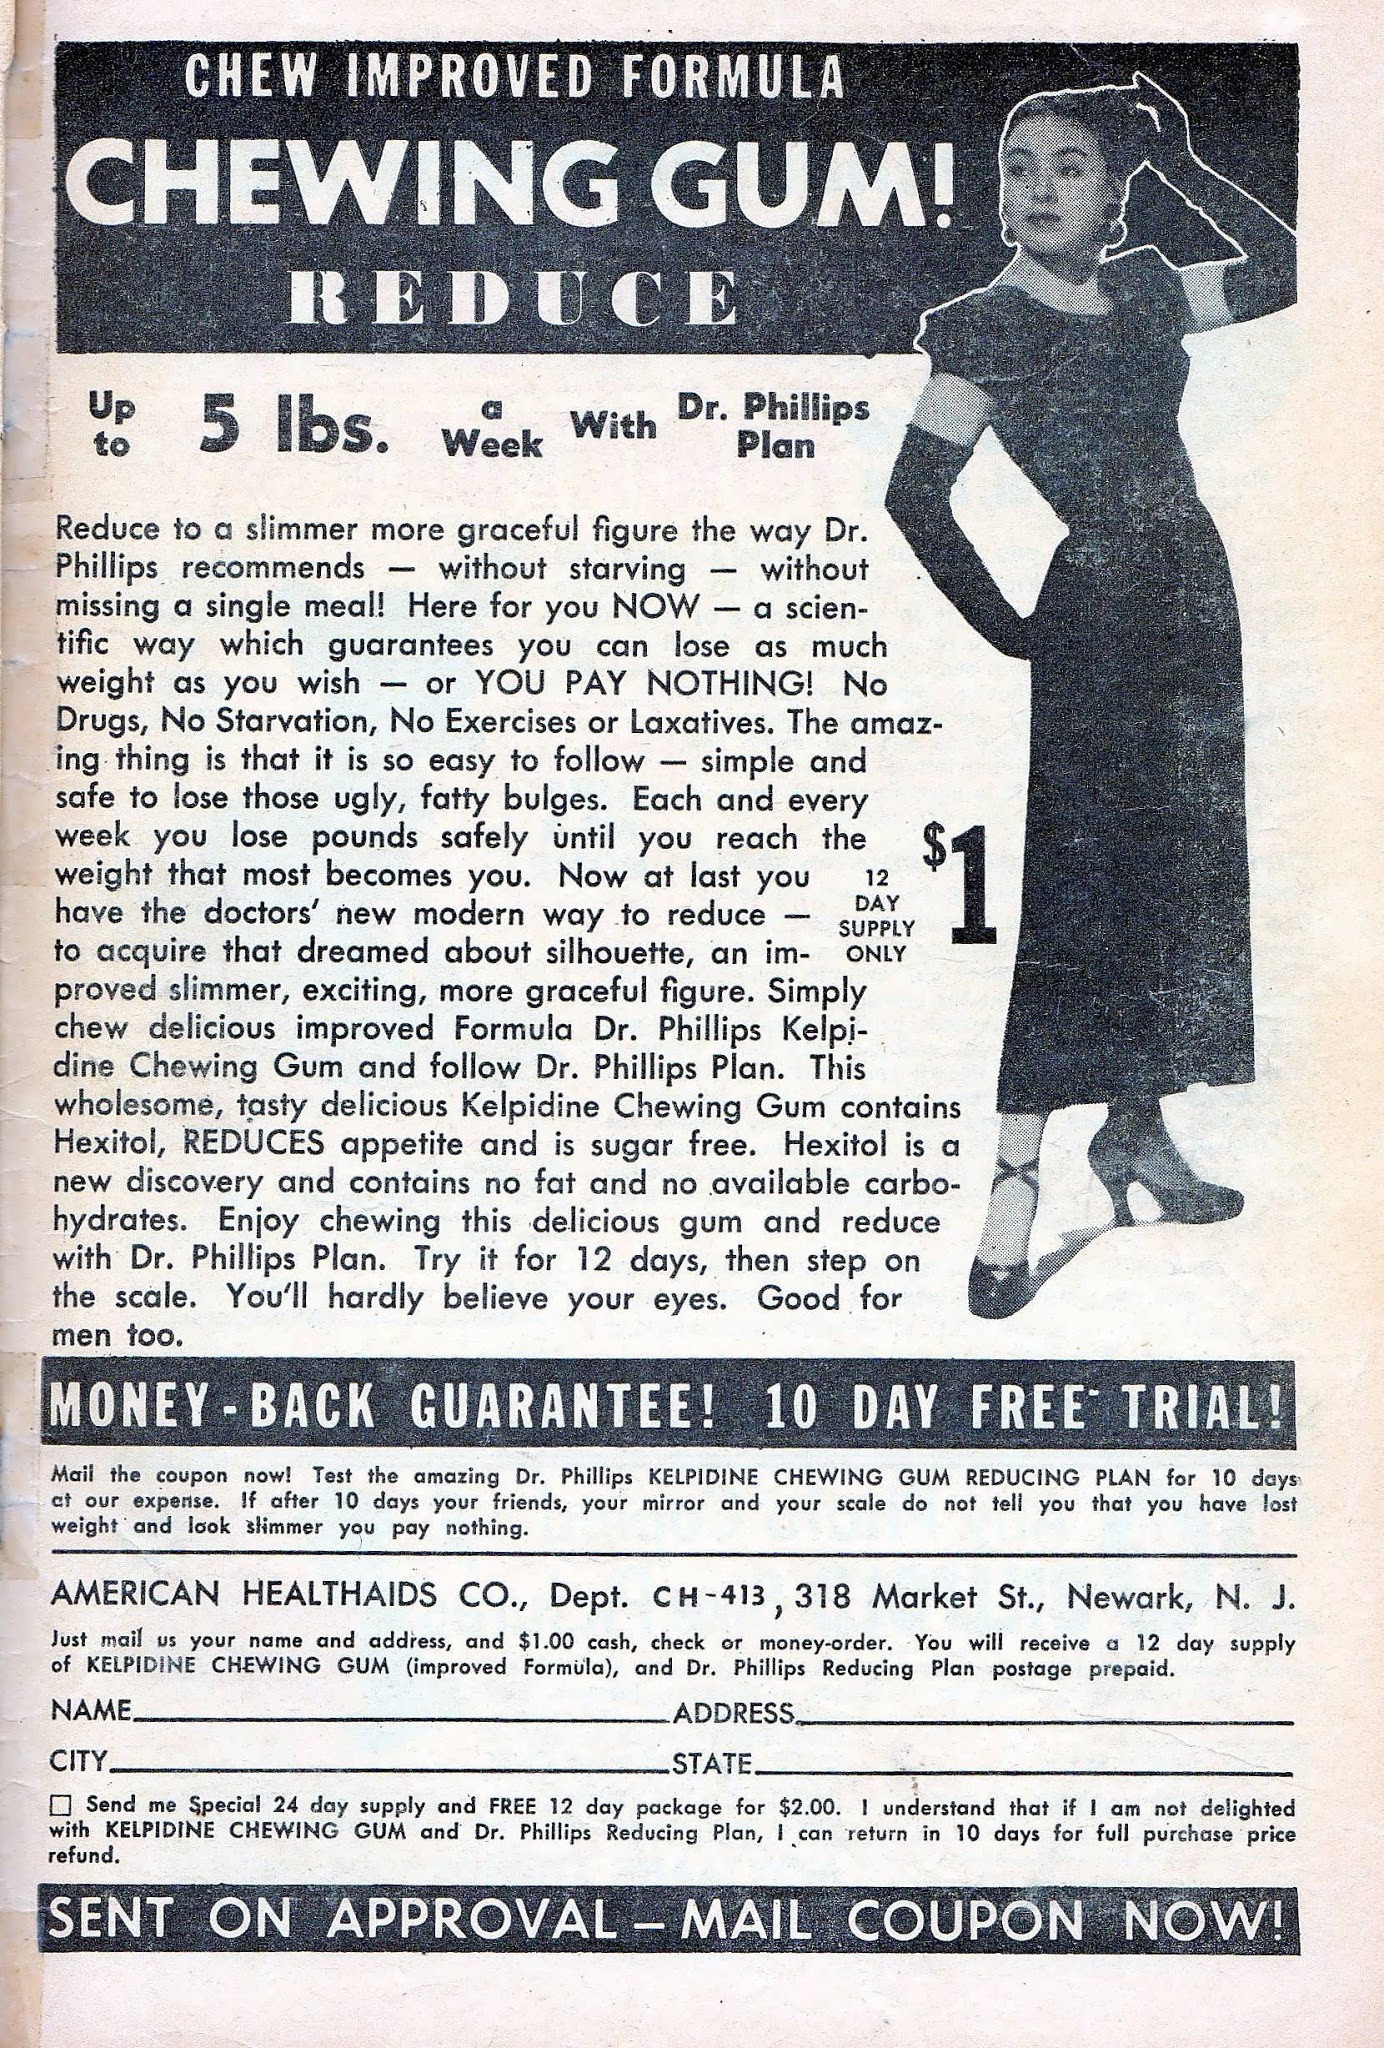 CHEW IMPROVED FORMULA
CHEWING GUM!
REDUCE
Up to 5 lbs. a Week With Dr. Phillips Plan
Reduce to a slimmer more graceful figure the way Dr.
Phillips recommends — without starving — without
missing a single meal! Here for you NOW — a scien-
tific way which guarantees you can lose as much
weight as you wish — or YOU PAY NOTHING! No
Drugs, No Starvation, No Exercises or Laxatives. The amaz-
ing thing is that it is so easy to follow — simple and
safe to lose those ugly, fatty bulges. Each and every
week you lose pounds safely until you reach the
weight that most becomes you. Now at last you
have the doctors' new modern way to reduce —
to acquire that dreamed about silhouette, an im-
proved slimmer, exciting, more graceful figure. Simply
chew delicious improved Formula Dr. Phillips Kelpi-
dine Chewing Gum and follow Dr. Phillips Plan. This
wholesome, tasty delicious Kelpidine Chewing Gum contains
Hexitol, REDUCES appetite and is sugar free. Hexitol is a
new discovery and contains no fat and no available carbo-
hydrates. Enjoy chewing this delicious gum and reduce
with Dr. Phillips Plan. Try it for 12 days, then step on
the scale. You'll hardly believe your eyes. Good for
men too.
12
DAY
SUPPLY
ONLY
$1
MONEY-BACK GUARANTEE! 10 DAY FREE TRIAL!
Mail the coupon now! Test the amazing Dr. Phillips KELPIDINE CHEWING GUM REDUCING PLAN for 10 days
at our expense. If after 10 days your friends, your mirror and your scale do not tell you that you have lost
weight and look slimmer you pay nothing.
AMERICAN HEALTHAIDS CO., Dept. CH-413, 318 Market St., Newark, N. J.
Just mail us your name and address, and $1.00 cash, check or money-order. You will receive a 12 day supply
of KELPIDINE CHEWING GUM (improved Formula), and Dr. Phillips Reducing Plan postage prepaid.
NAME ADDRESS
CITY STATE
☐ Send me Special 24 day supply and FREE 12 day package for $2.00. I understand that if I am not delighted
with KELPIDINE CHEWING GUM and Dr. Phillips Reducing Plan, I can return in 10 days for full purchase price
refund.
SENT ON APPROVAL — MAIL COUPON NOW!